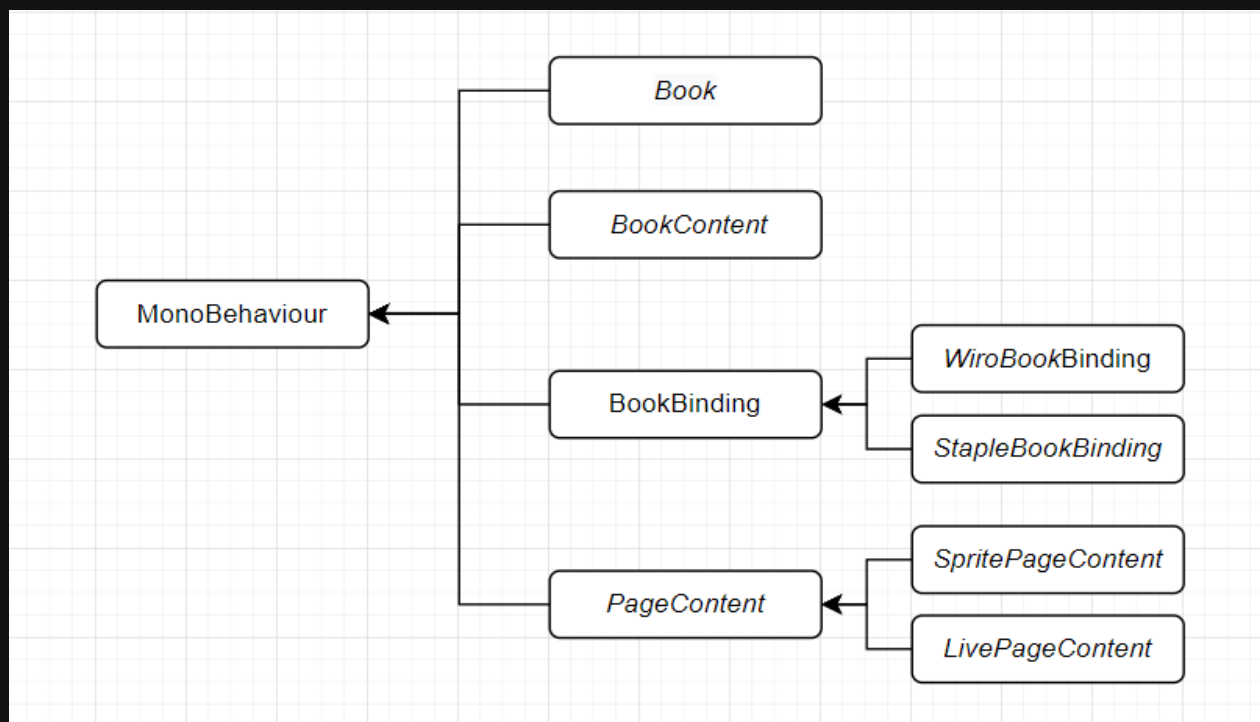 Book
BookContent
MonoBehaviour
BookBinding
WiroBookBinding
StapleBookBinding
PageContent
SpritePageContent
LivePageContent